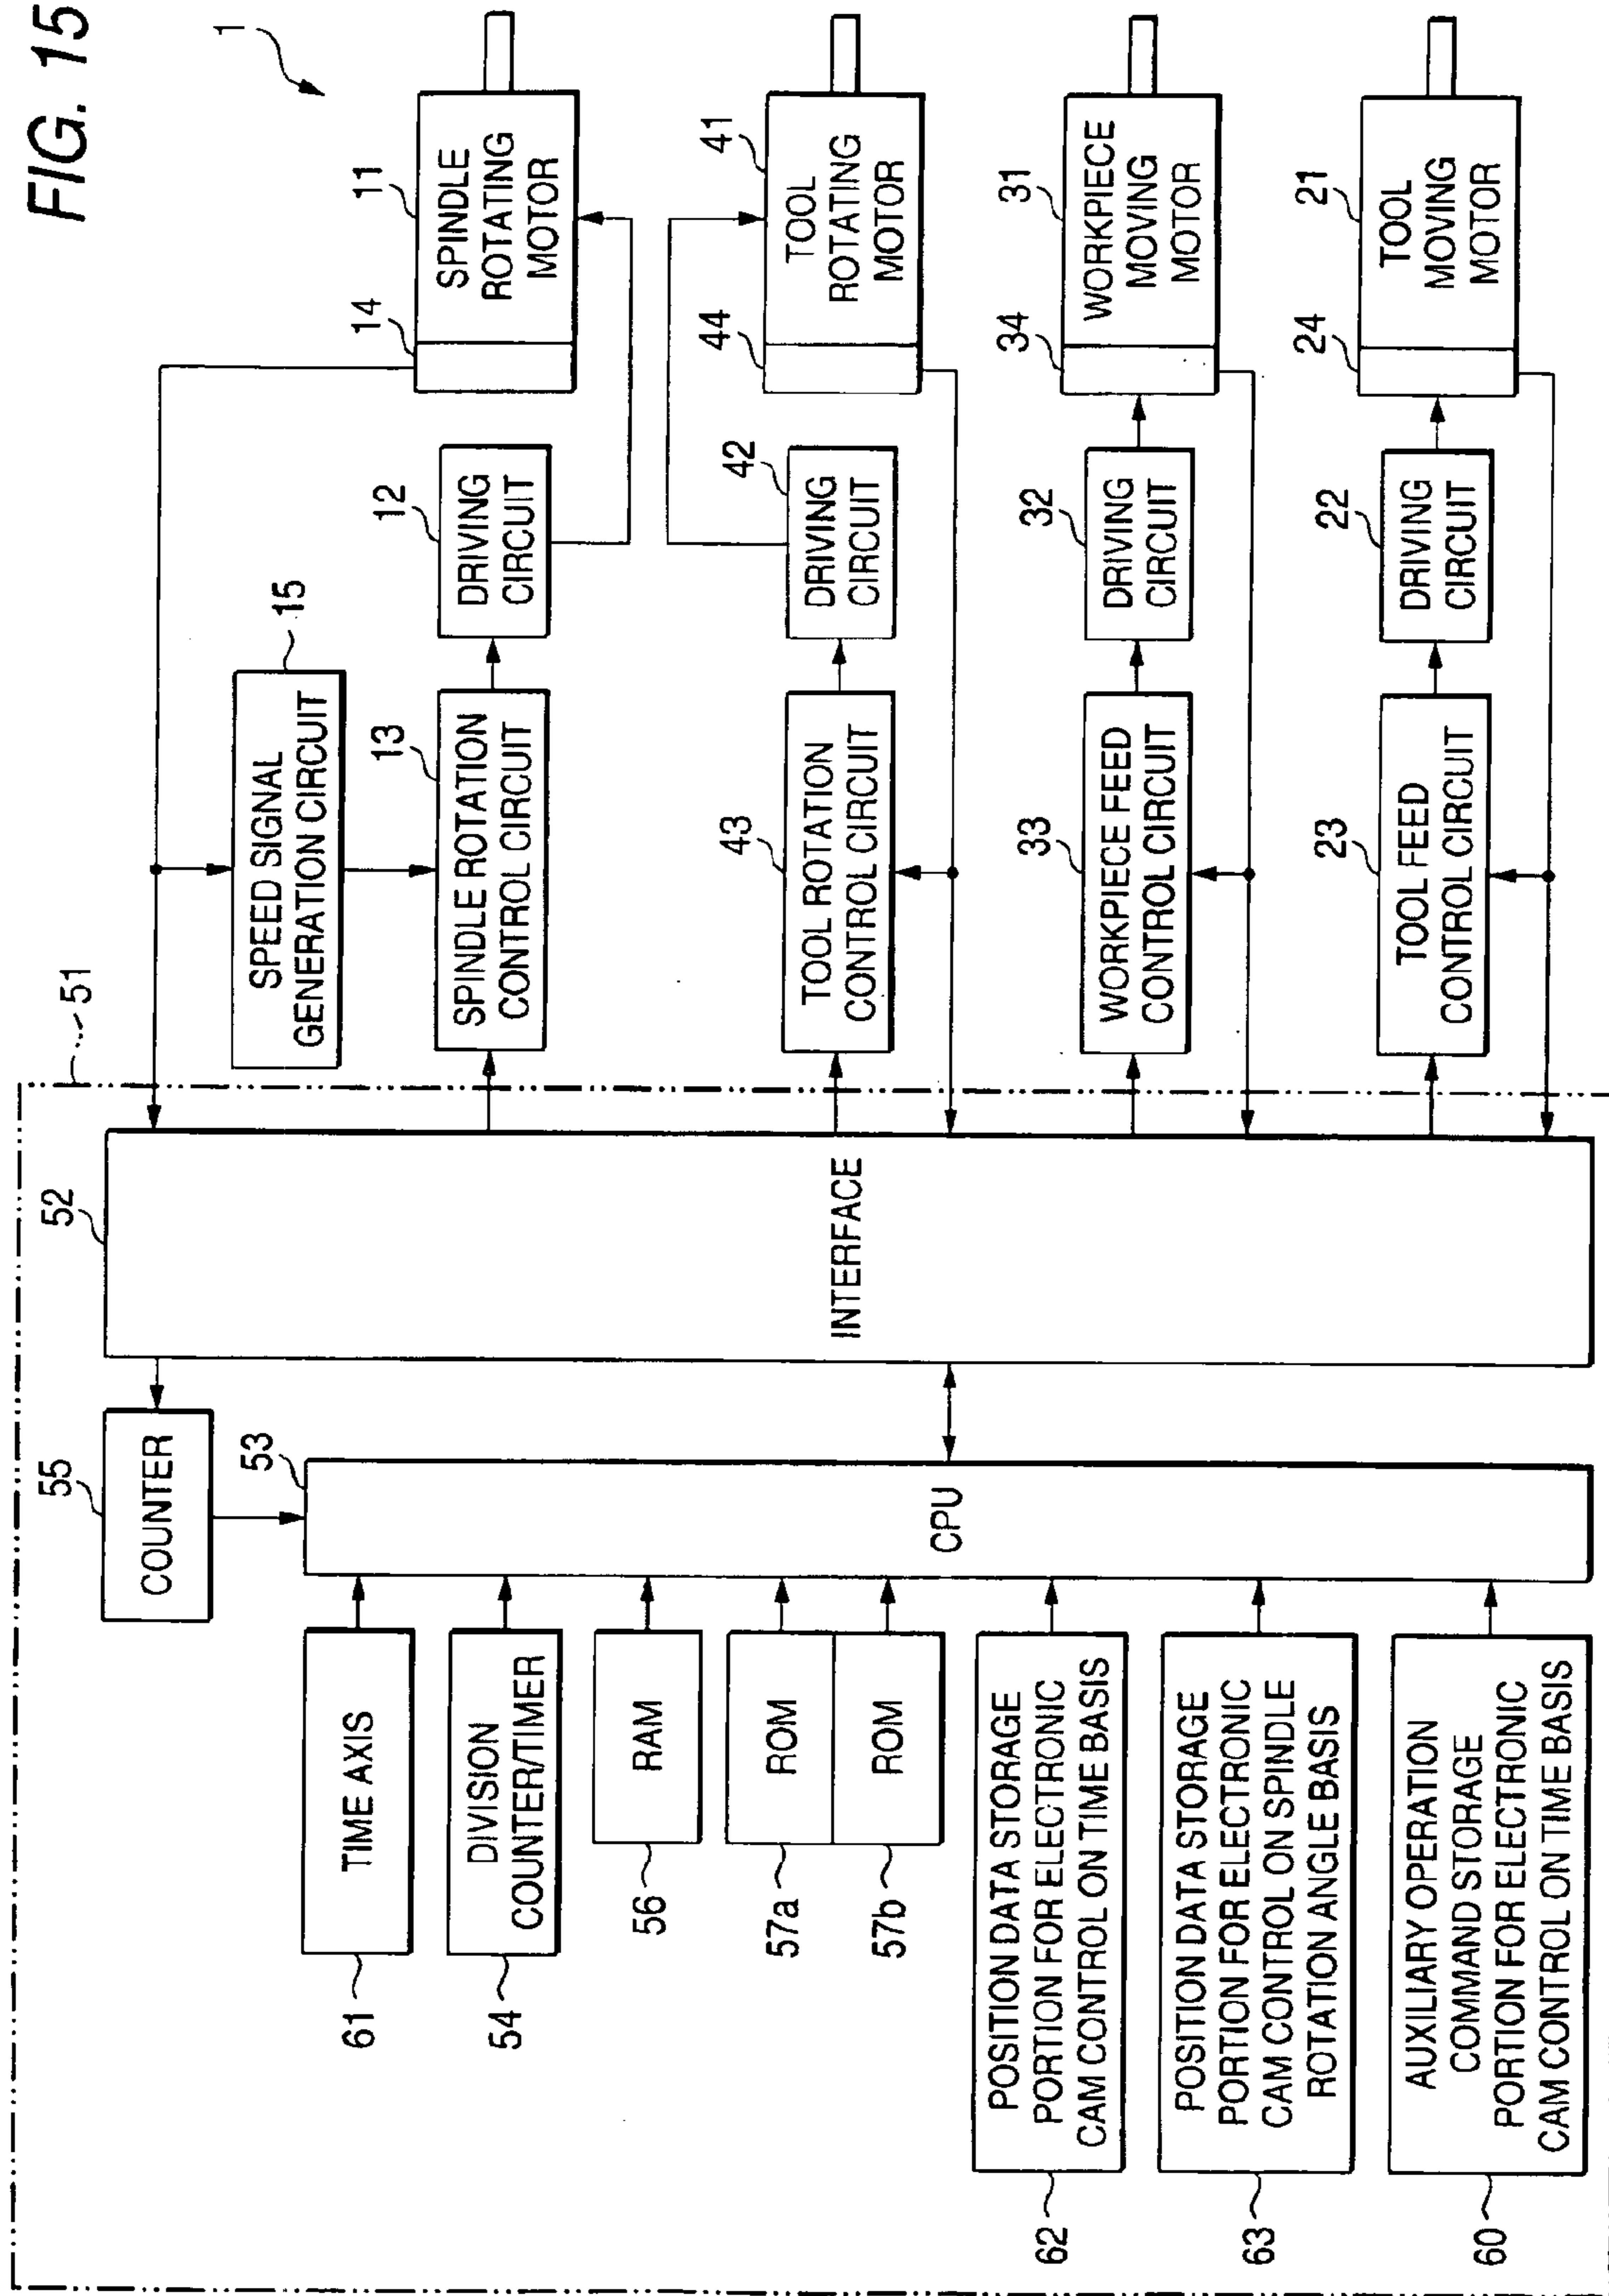 FIG. 15
1
51
52
INTERFACE
55
COUNTER
53
CPU
61
TIME AXIS
54
DIVISION
COUNTER/TIMER
56
RAM
57a
ROM
57b
ROM
62
POSITION DATA STORAGE
PORTION FOR ELECTRONIC
CAM CONTROL ON TIME BASIS
63
POSITION DATA STORAGE
PORTION FOR ELECTRONIC
CAM CONTROL ON SPINDLE
ROTATION ANGLE BASIS
60
AUXILIARY OPERATION
COMMAND STORAGE
PORTION FOR ELECTRONIC
CAM CONTROL ON TIME BASIS
15
SPEED SIGNAL
GENERATION CIRCUIT
13
SPINDLE ROTATION
CONTROL CIRCUIT
12
DRIVING
CIRCUIT
14
11
SPINDLE
ROTATING
MOTOR
43
TOOL ROTATION
CONTROL CIRCUIT
42
DRIVING
CIRCUIT
44
41
TOOL
ROTATING
MOTOR
33
WORKPIECE FEED
CONTROL CIRCUIT
32
DRIVING
CIRCUIT
34
31
WORKPIECE
MOVING
MOTOR
23
TOOL FEED
CONTROL CIRCUIT
22
DRIVING
CIRCUIT
24
21
TOOL
MOVING
MOTOR